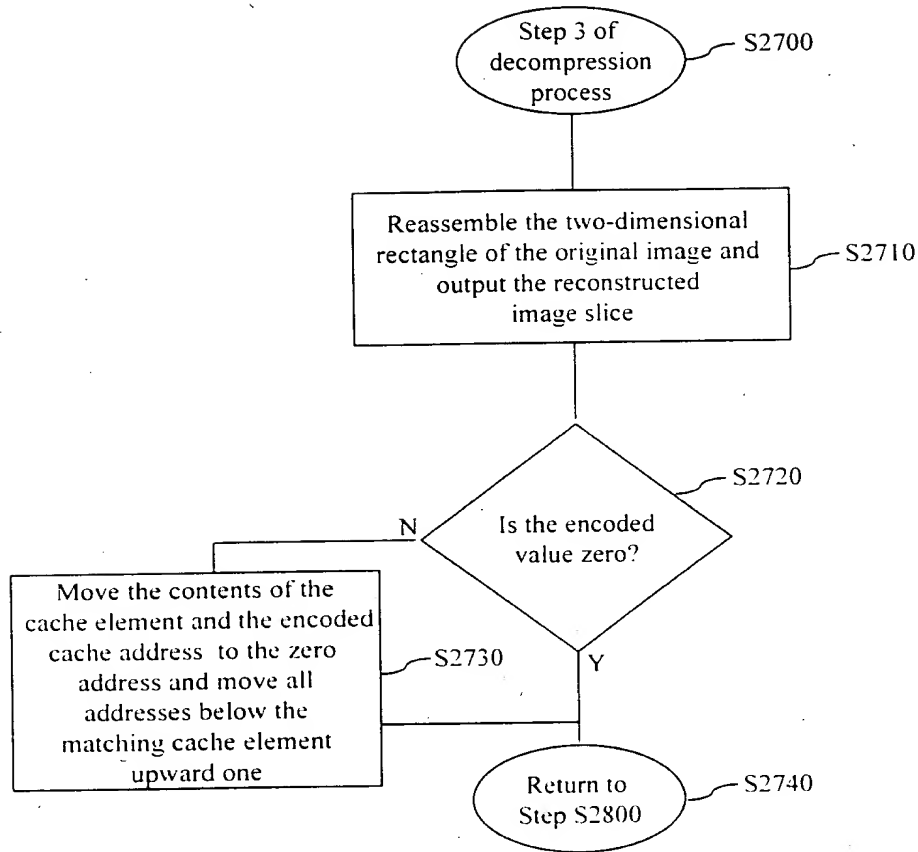 Step 3 of
decompression
process
S2700
Reassemble the two-dimensional
rectangle of the original image and
output the reconstructed
image slice
S2710
Is the encoded
value zero?
S2720
N
Y
Move the contents of the
cache element and the encoded
cache address to the zero
address and move all
addresses below the
matching cache element
upward one
S2730
Return to
Step S2800
S2740